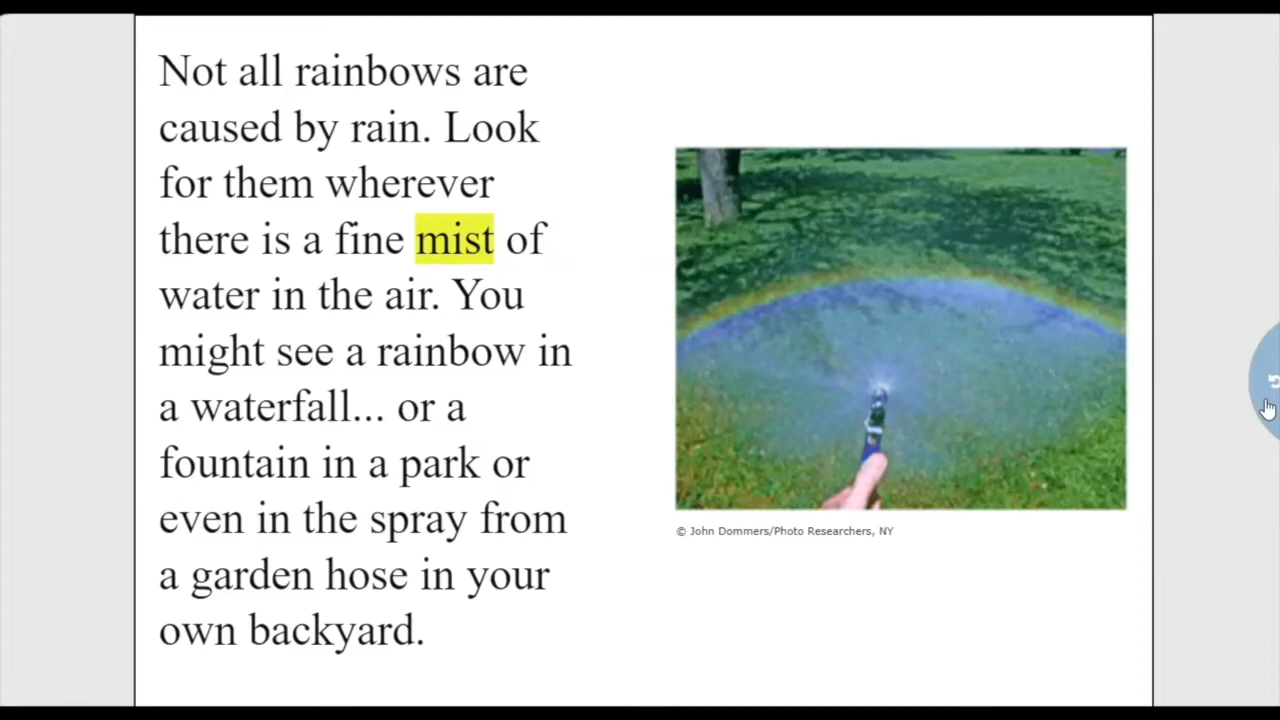 Not all rainbows are
caused by rain. Look
for them wherever
there is a fine mist of
water in the air. You
might see a rainbow in
a waterfall... or a
fountain in a park or
even in the spray from
a garden hose in your
own backyard.
© John Dommers/Photo Researchers, NY